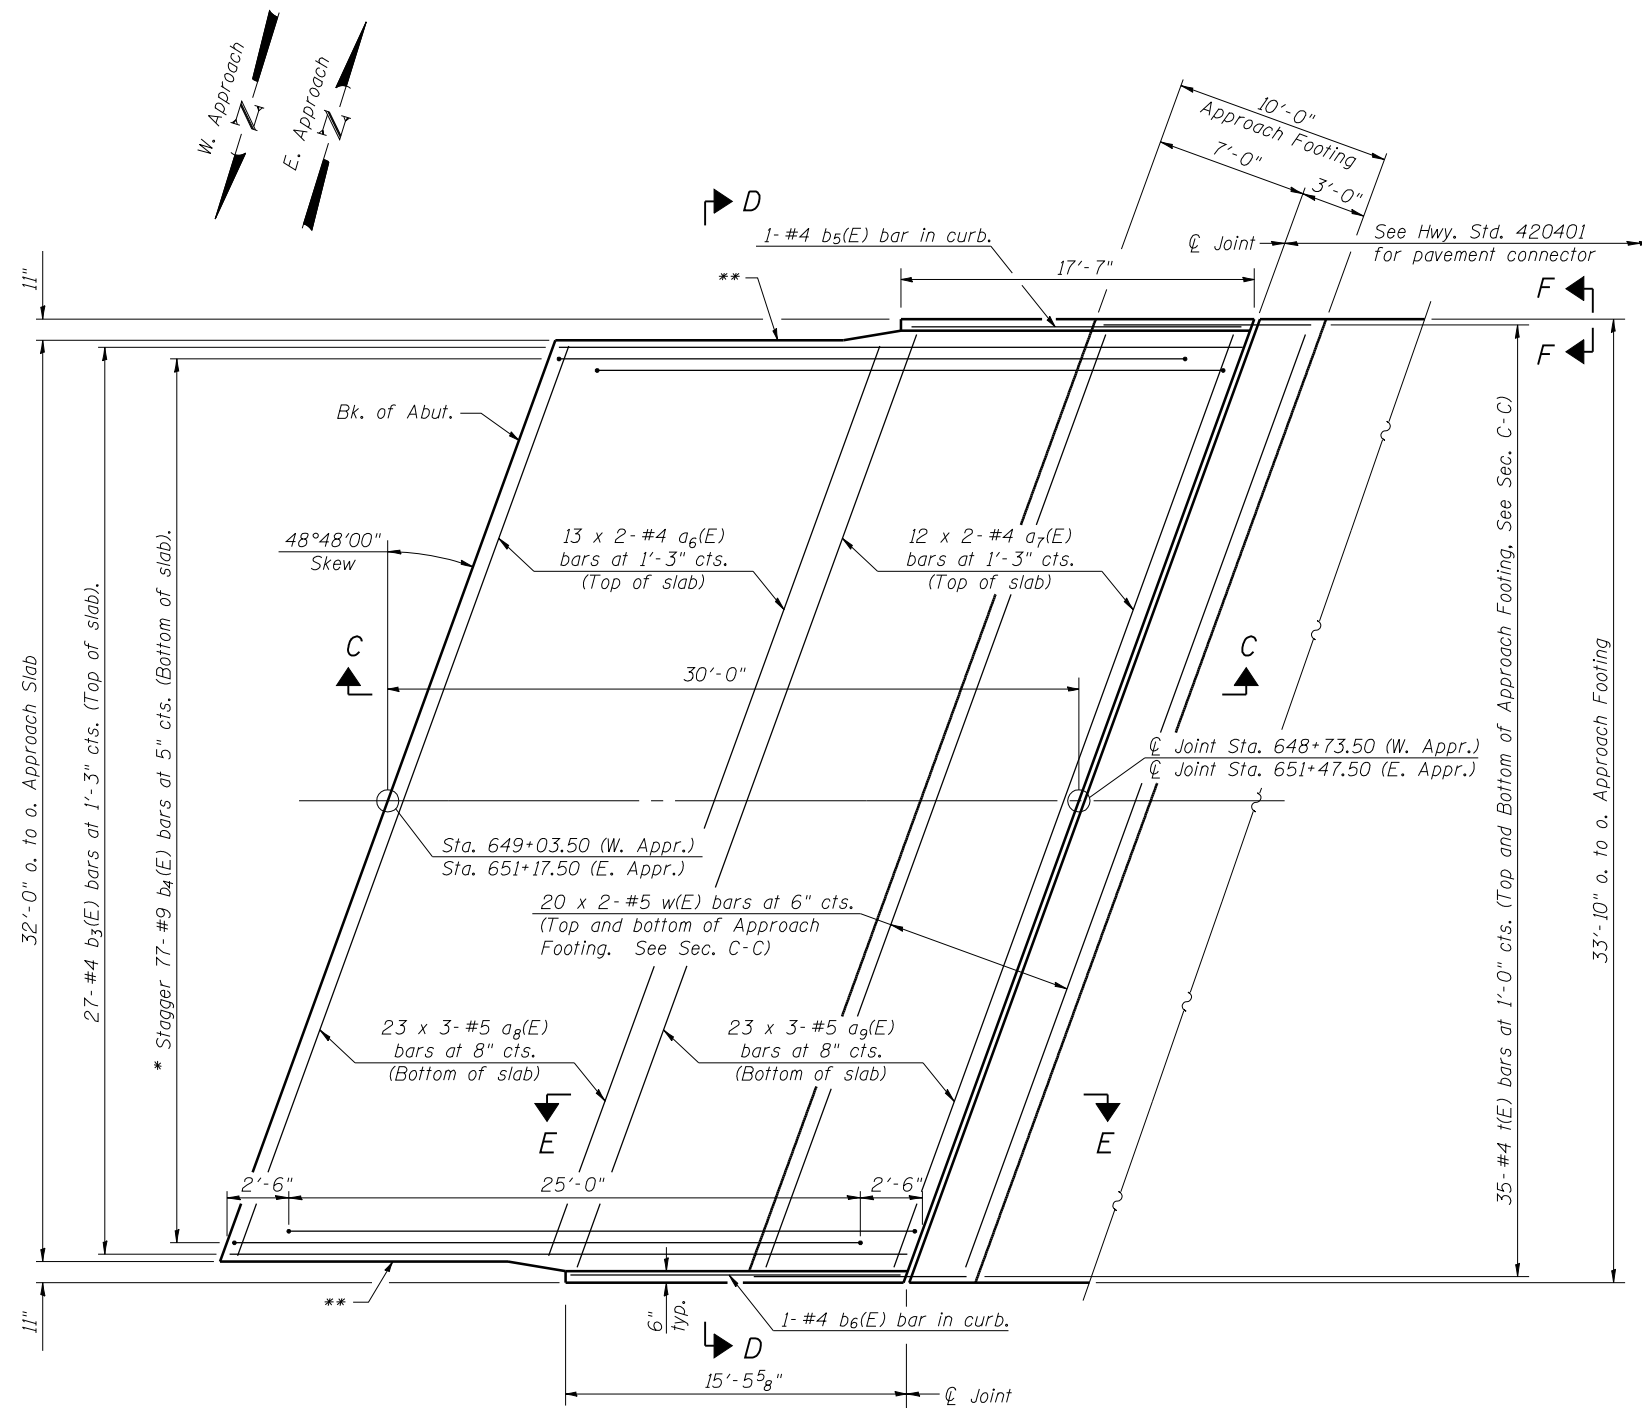 W. Approach
N
E. Approach
N
10'-0"
Approach Footing
7'-0"
3'-0"
D
1-#4 b5(E) bar in curb.
℄ Joint
See Hwy. Std. 420401
for pavement connector
11"
**
17'-7"
F
F
Bk. of Abut.
48°48'00"
Skew
13 x 2-#4 a6(E)
bars at 1'-3" cts.
(Top of slab)
12 x 2-#4 a7(E)
bars at 1'-3" cts.
(Top of slab)
C
C
30'-0"
32'-0" o. to o. Approach Slab
27-#4 b3(E) bars at 1'-3" cts. (Top of slab).
* Stagger 77-#9 b4(E) bars at 5" cts. (Bottom of slab).
35-#4 t(E) bars at 1'-0" cts. (Top and Bottom of Approach Footing, See Sec. C-C)
33'-10" o. to o. Approach Footing
℄ Joint Sta. 648+73.50 (W. Appr.)
℄ Joint Sta. 651+47.50 (E. Appr.)
Sta. 649+03.50 (W. Appr.)
Sta. 651+17.50 (E. Appr.)
20 x 2-#5 w(E) bars at 6" cts.
(Top and bottom of Approach
Footing. See Sec. C-C)
23 x 3-#5 a8(E)
bars at 8" cts.
(Bottom of slab)
23 x 3-#5 a9(E)
bars at 8" cts.
(Bottom of slab)
E
E
2'-6"
25'-0"
2'-6"
**
11"
6"
typ.
1-#4 b6(E) bar in curb.
D
15'-5 5/8"
℄ Joint